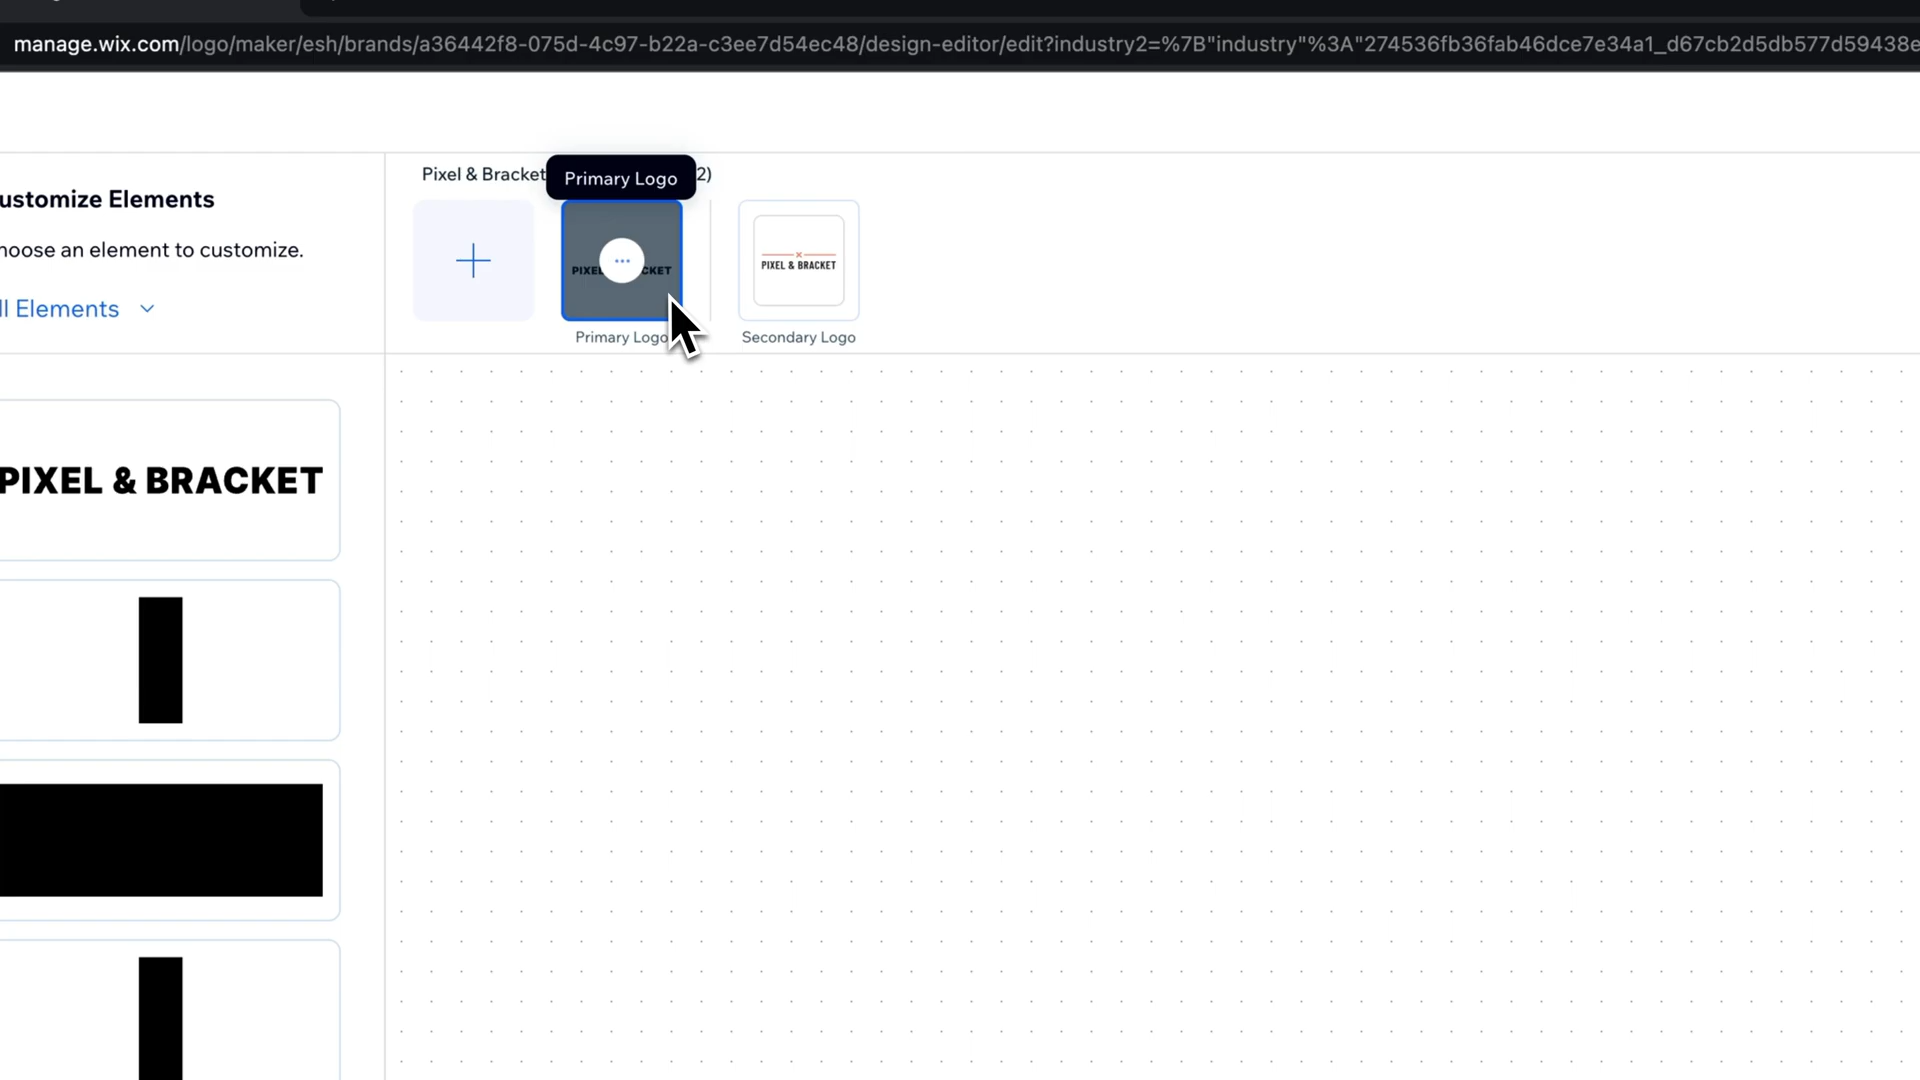 manage.wix.com/logo/maker/esh/brands/a36442f8-075d-4c97-b22a-c3ee7d54ec48/design-editor/edit?industry2=%7B"industry"%3A"274536fb36fab46dce7e34a1_d67cb2d5db577d59438e
Pixel & Bracket
Primary Logo
2)
ustomize Elements
hoose an element to customize.
ll Elements
PIXEL & BRACKET
Primary Logo
Secondary Logo
PIXEL & BRACKET